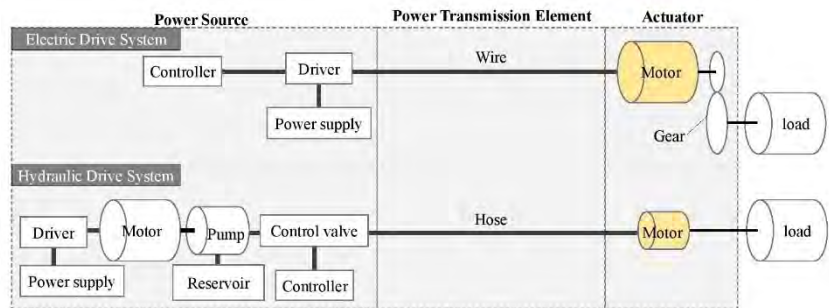 Power Source
Power Transmission Element
Actuator
Electric Drive System
Controller
Driver
Power supply
Wire
Motor
Gear
load
Hydraulic Drive System
Driver
Power supply
Motor
Pump
Reservoir
Control valve
Controller
Hose
Motor
load